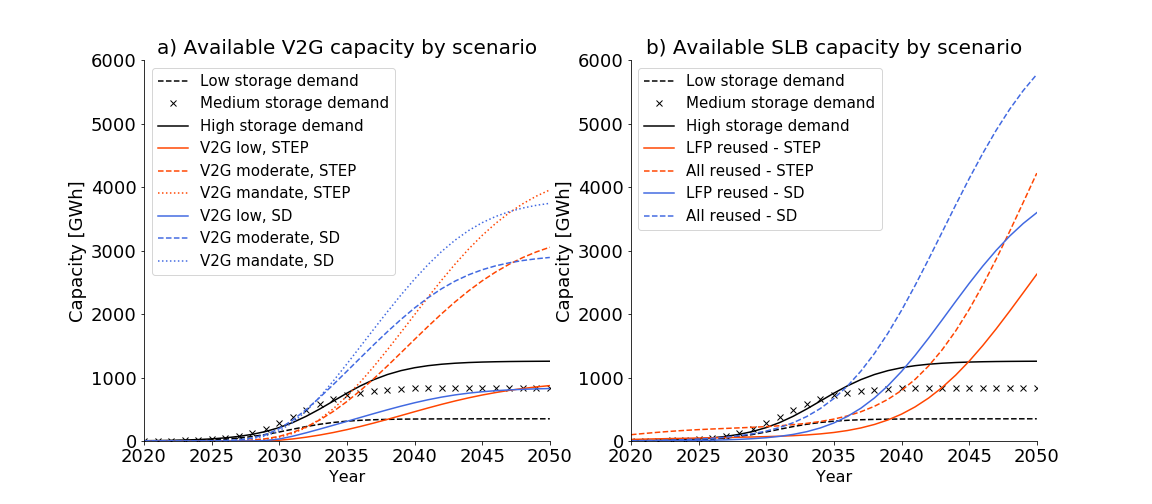 a) Available V2G capacity by scenario
6000
5000
4000
3000
2000
1000
0
Capacity [GWh]
Low storage demand
Medium storage demand
High storage demand
V2G low, STEP
V2G moderate, STEP
V2G mandate, STEP
V2G low, SD
V2G moderate, SD
V2G mandate, SD
2020 2025 2030 2035 2040 2045 2050
Year
b) Available SLB capacity by scenario
6000
5000
4000
3000
2000
1000
0
Capacity [GWh]
Low storage demand
Medium storage demand
High storage demand
LFP reused - STEP
All reused - STEP
LFP reused - SD
All reused - SD
2020 2025 2030 2035 2040 2045 2050
Year